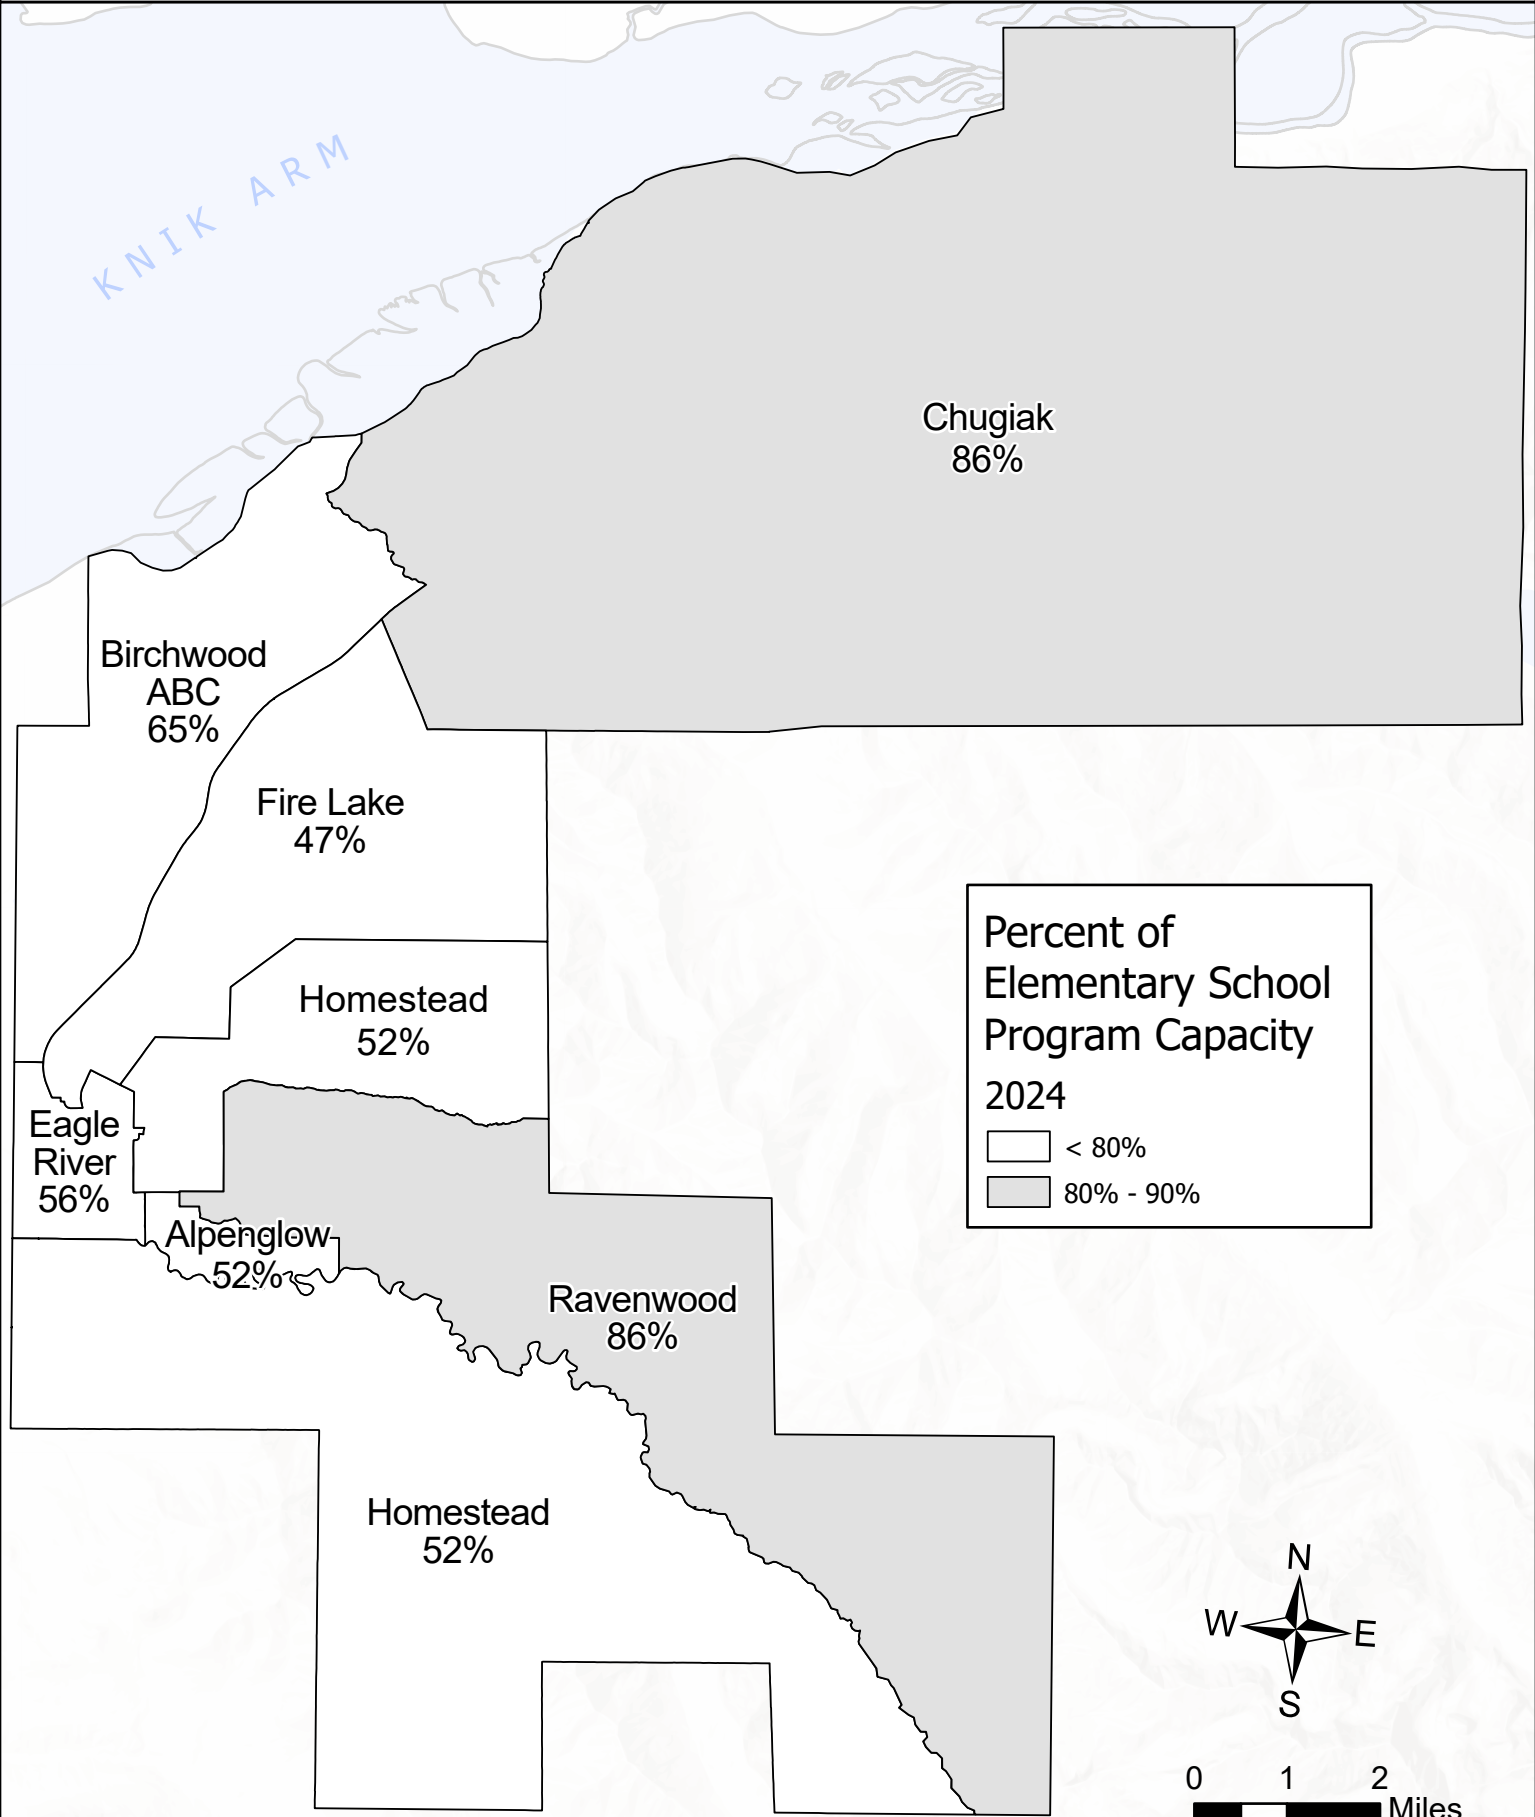 KNIK ARM
Chugiak
86%
Birchwood
ABC
65%
Fire Lake
47%
Homestead
52%
Eagle
River
56%
Alpenglow
52%
Ravenwood
86%
Homestead
52%
Percent of
Elementary School
Program Capacity
2024
< 80%
80% - 90%
N
W
E
S
0 1 2
Miles